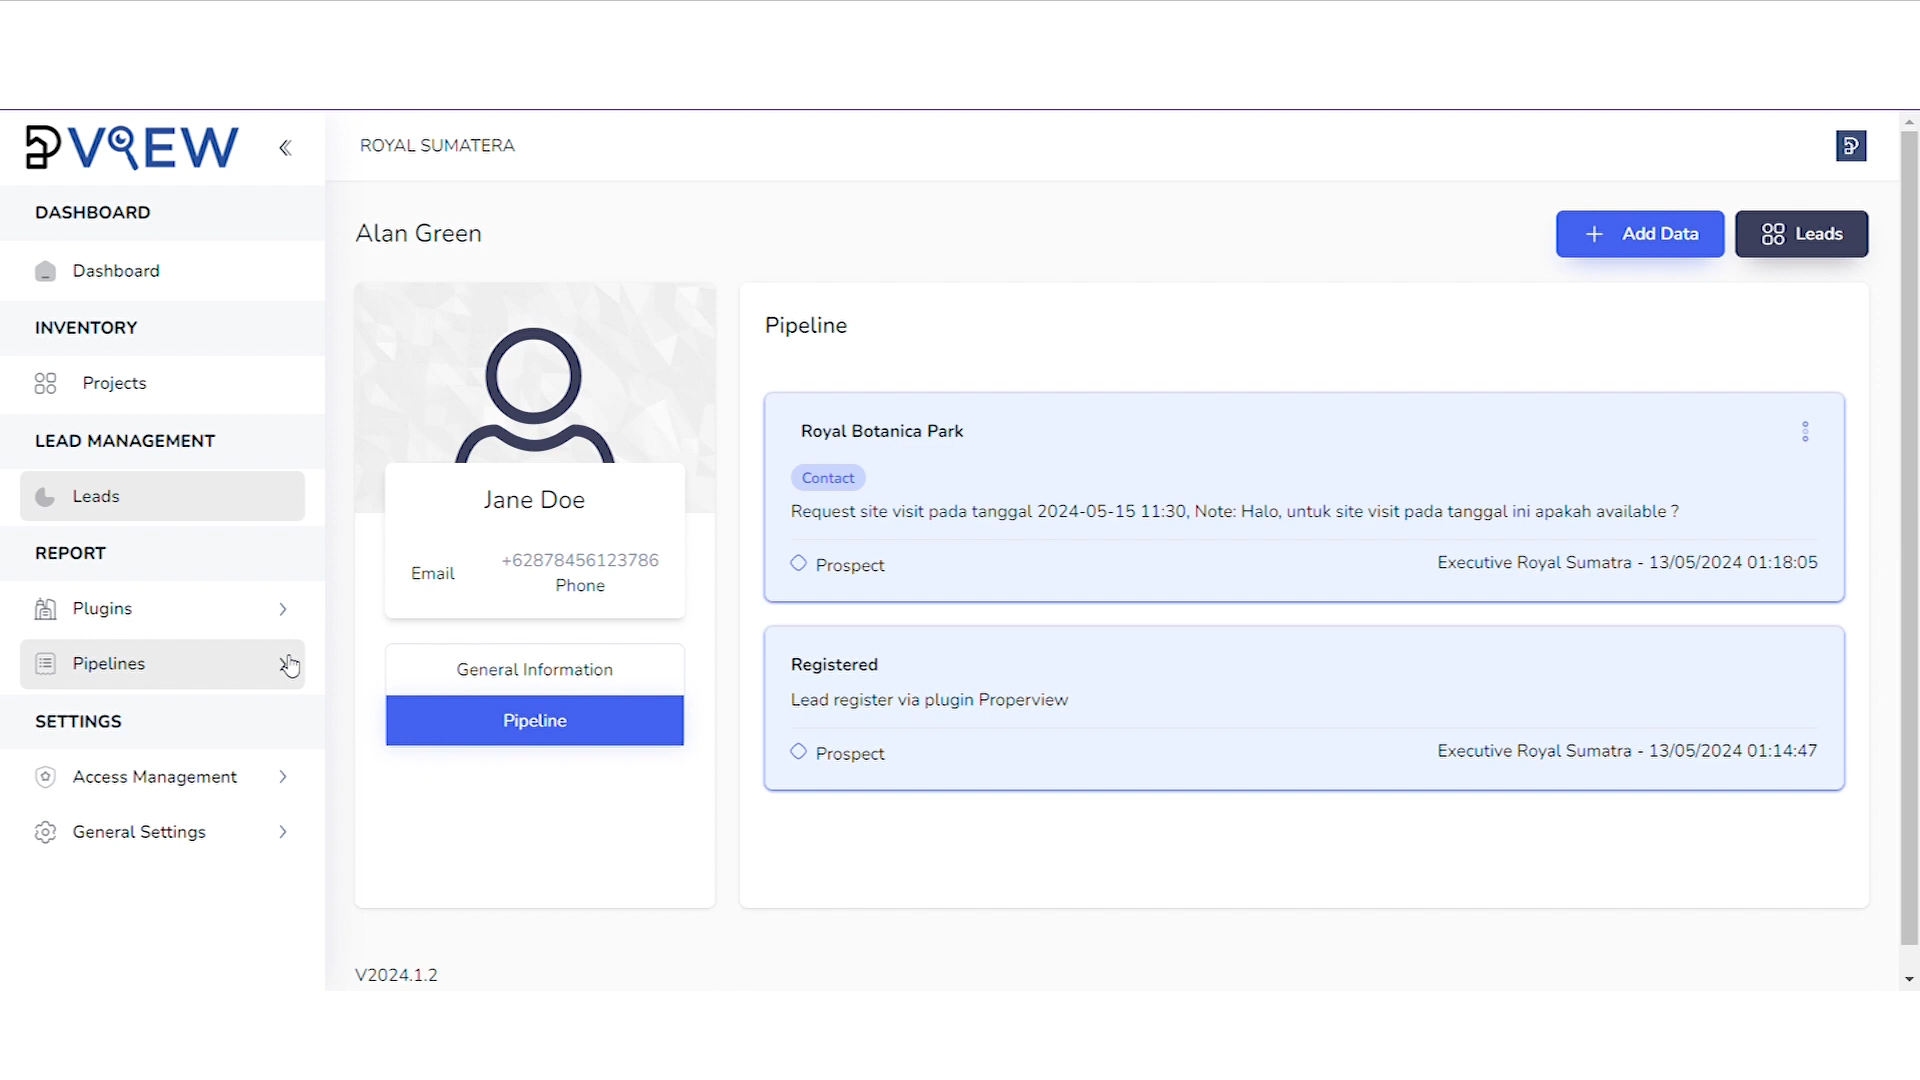 VIEW
ROYAL SUMATERA
DASHBOARD
Dashboard
INVENTORY
Projects
LEAD MANAGEMENT
Leads
REPORT
Plugins
Pipelines
SETTINGS
Access Management
General Settings
Alan Green
+ Add Data
Leads
Jane Doe
Email
+62878456123786
Phone
General Information
Pipeline
Pipeline
Royal Botanica Park
Contact
Request site visit pada tanggal 2024-05-15 11:30, Note: Halo, untuk site visit pada tanggal ini apakah available ?
Prospect
Executive Royal Sumatra - 13/05/2024 01:18:05
Registered
Lead register via plugin Properview
Prospect
Executive Royal Sumatra - 13/05/2024 01:14:47
V2024.1.2